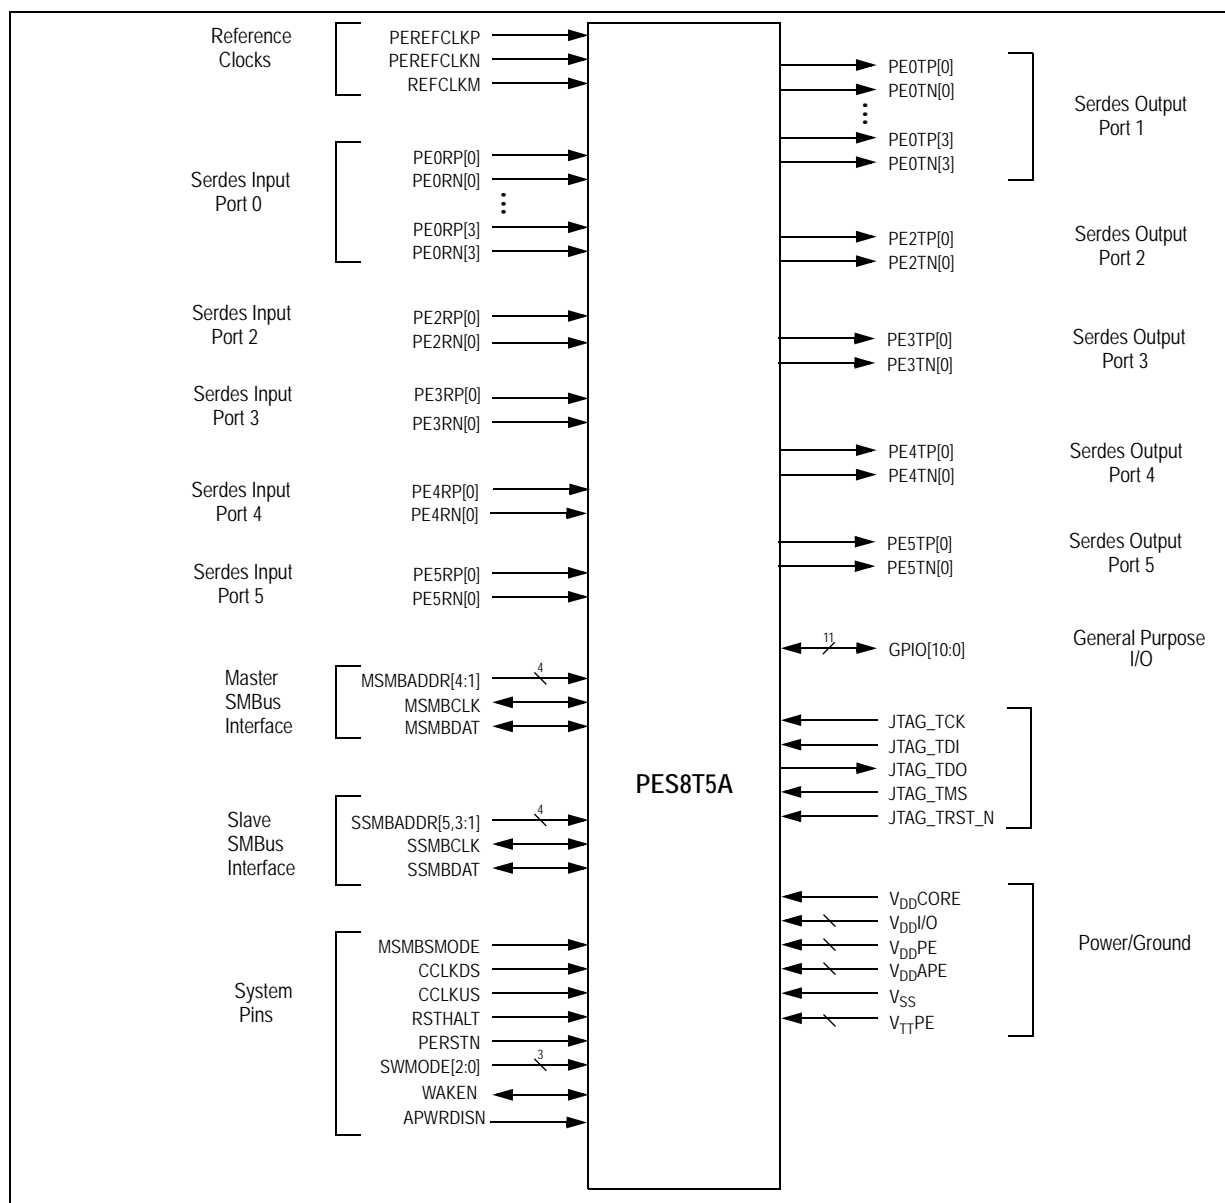 Reference
Clocks
PEREFCLKP
PEREFCLKN
REFCLKM
Serdes Input
Port 0
PE0RP[0]
PE0RN[0]
PE0RP[3]
PE0RN[3]
Serdes Input
Port 2
PE2RP[0]
PE2RN[0]
Serdes Input
Port 3
PE3RP[0]
PE3RN[0]
Serdes Input
Port 4
PE4RP[0]
PE4RN[0]
Serdes Input
Port 5
PE5RP[0]
PE5RN[0]
Master
SMBus
Interface
MSMBADDR[4:1]
4
MSMBCLK
MSMBDAT
Slave
SMBus
Interface
SSMBADDR[5,3:1]
4
SSMBCLK
SSMBDAT
System
Pins
MSMBSMODE
CCLKDS
CCLKUS
RSTHALT
PERSTN
SWMODE[2:0]
3
WAKEN
APWRDISN
PES8T5A
PE0TP[0]
PE0TN[0]
PE0TP[3]
PE0TN[3]
Serdes Output
Port 1
PE2TP[0]
PE2TN[0]
Serdes Output
Port 2
PE3TP[0]
PE3TN[0]
Serdes Output
Port 3
PE4TP[0]
PE4TN[0]
Serdes Output
Port 4
PE5TP[0]
PE5TN[0]
Serdes Output
Port 5
11
GPIO[10:0]
General Purpose
I/O
JTAG_TCK
JTAG_TDI
JTAG_TDO
JTAG_TMS
JTAG_TRST_N
VDDCORE
VDDI/O
VDDPE
VDDAPE
VSS
VTTPE
Power/Ground